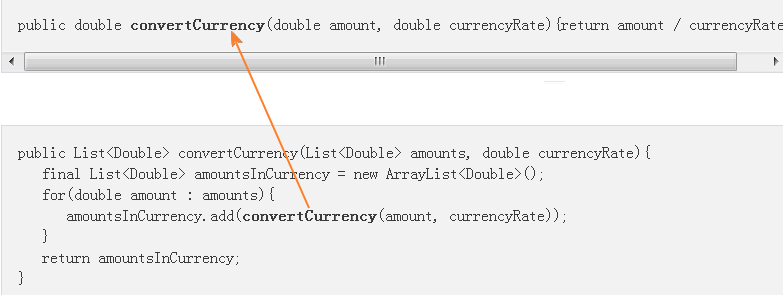 public double convertCurrency(double amount, double currencyRate){return amount / currencyRate
public List<Double> convertCurrency(List<Double> amounts, double currencyRate){
final List<Double> amountsInCurrency = new ArrayList<Double>();
for(double amount : amounts){
amountsInCurrency.add(convertCurrency(amount, currencyRate));
}
return amountsInCurrency;
}